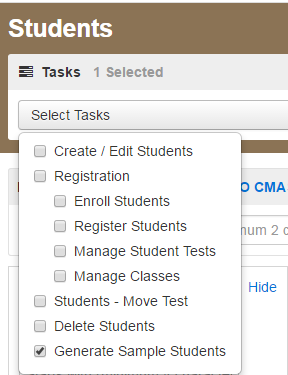 Students
Tasks 1 Selected
Select Tasks
Create / Edit Students
Registration
O CMA
Enroll Students
Register Students
num 2 c
Manage Student Tests
Manage Classes
Hide
Students - Move Test
Delete Students
Generate Sample Students